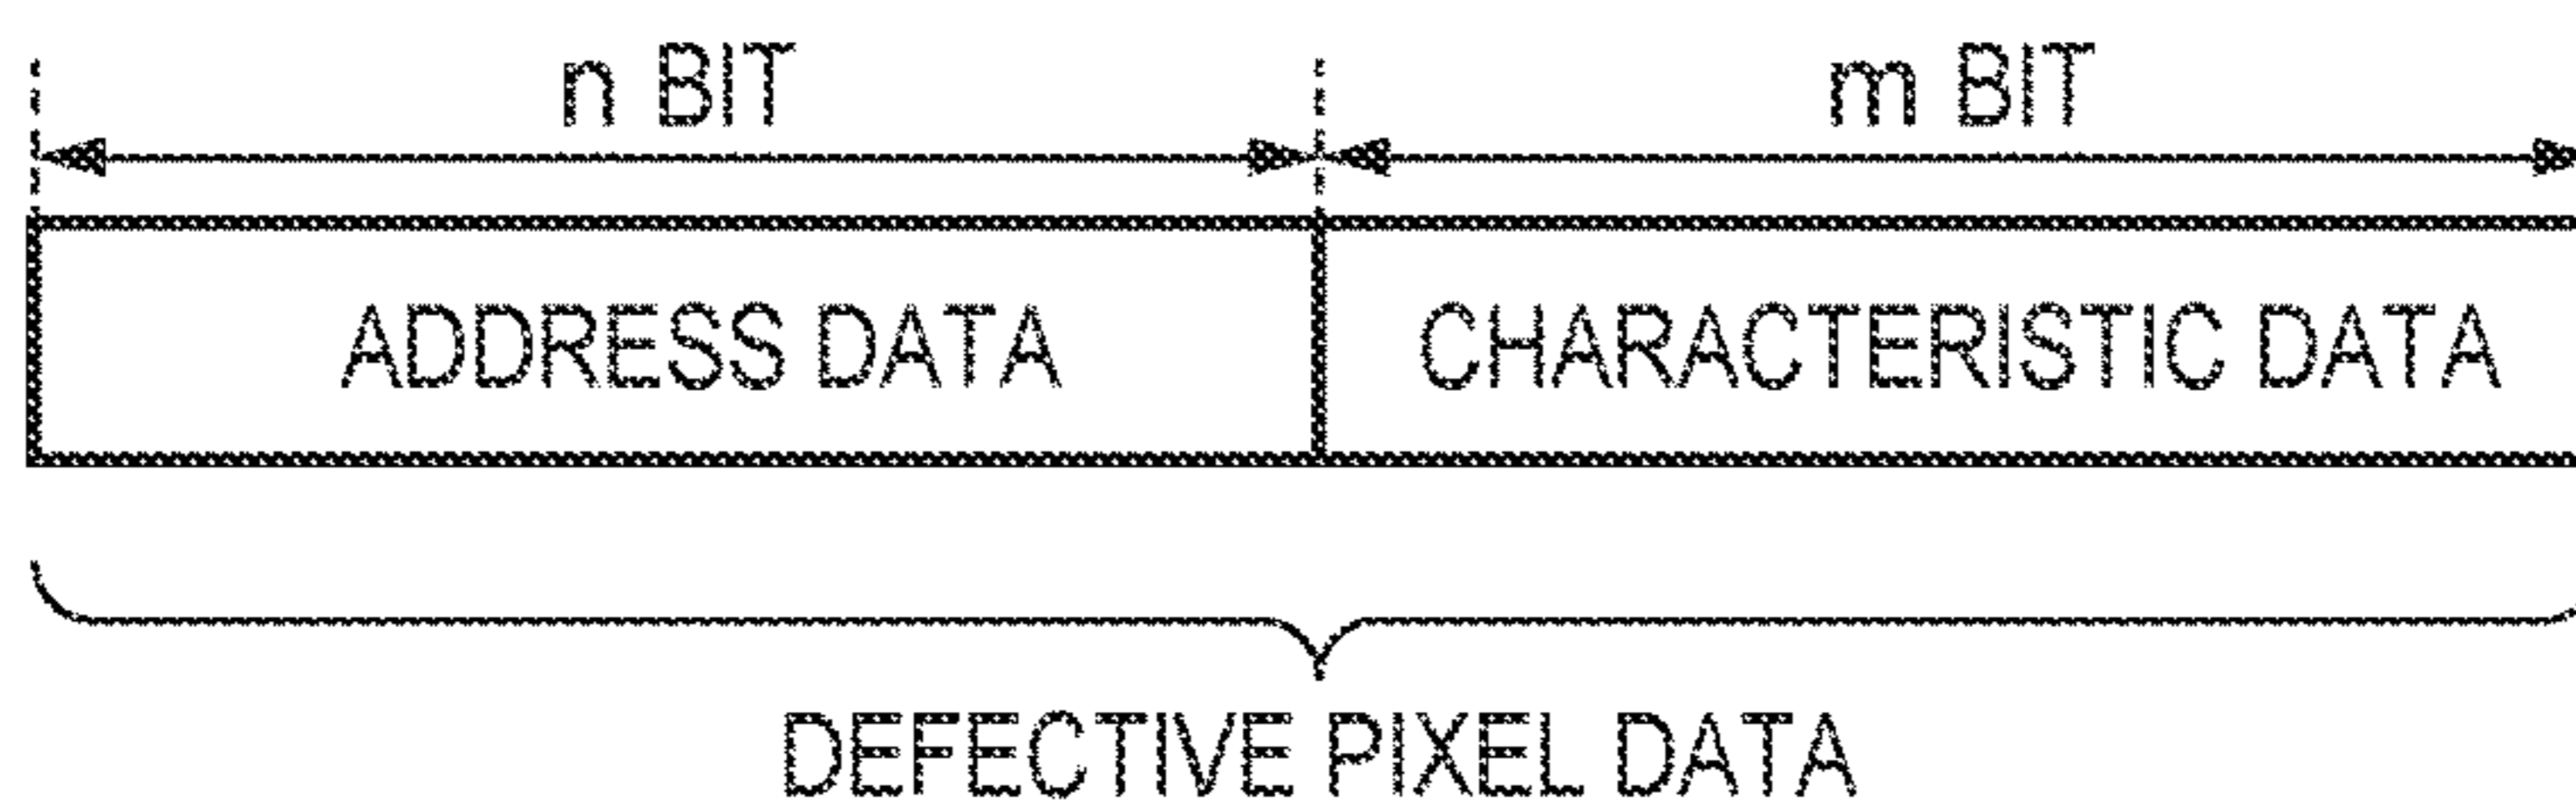 n BIT m BIT
ADDRESS DATA CHARACTERISTIC DATA
DEFECTIVE PIXEL DATA